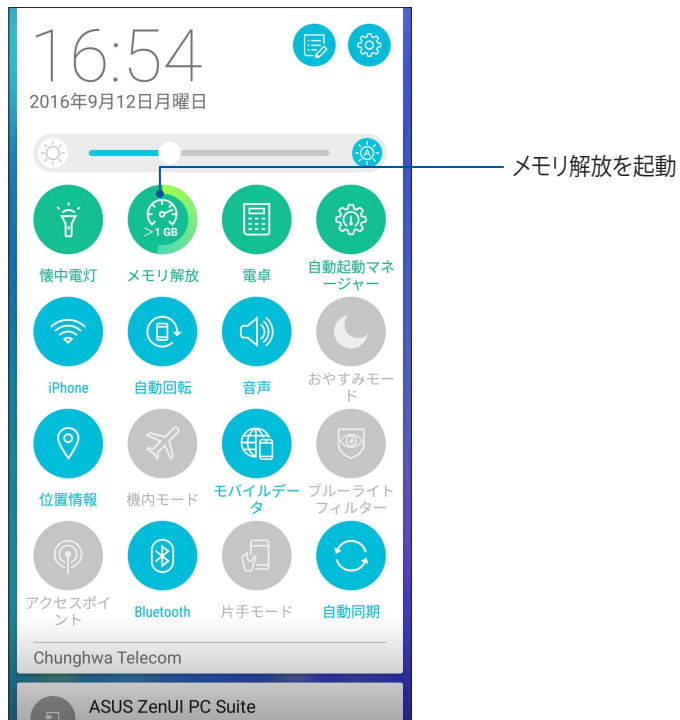 16:54
2016年9月12日月曜日
A
メモリ解放を起動
>1 GB
懐中電灯
メモリ解放
電卓
自動起動マネ
ージャー
iPhone
自動回転
音声
おやすみモー
ド
位置情報
機内モード
モバイルデー
タ
ブルーライト
フィルター
アクセスポイ
ント
Bluetooth
片手モード
自動同期
Chunghwa Telecom
ASUS ZenUI PC Suite